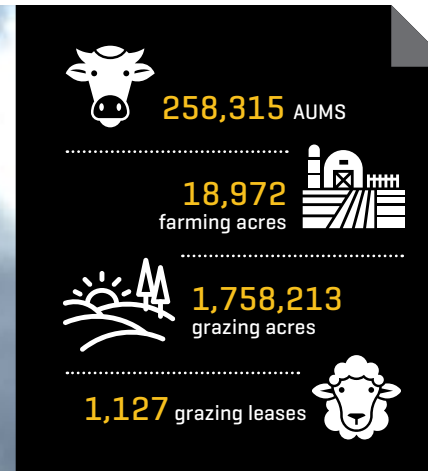 258,315 AUMS
18,972
farming acres
1,758,213
grazing acres
1,127 grazing leases